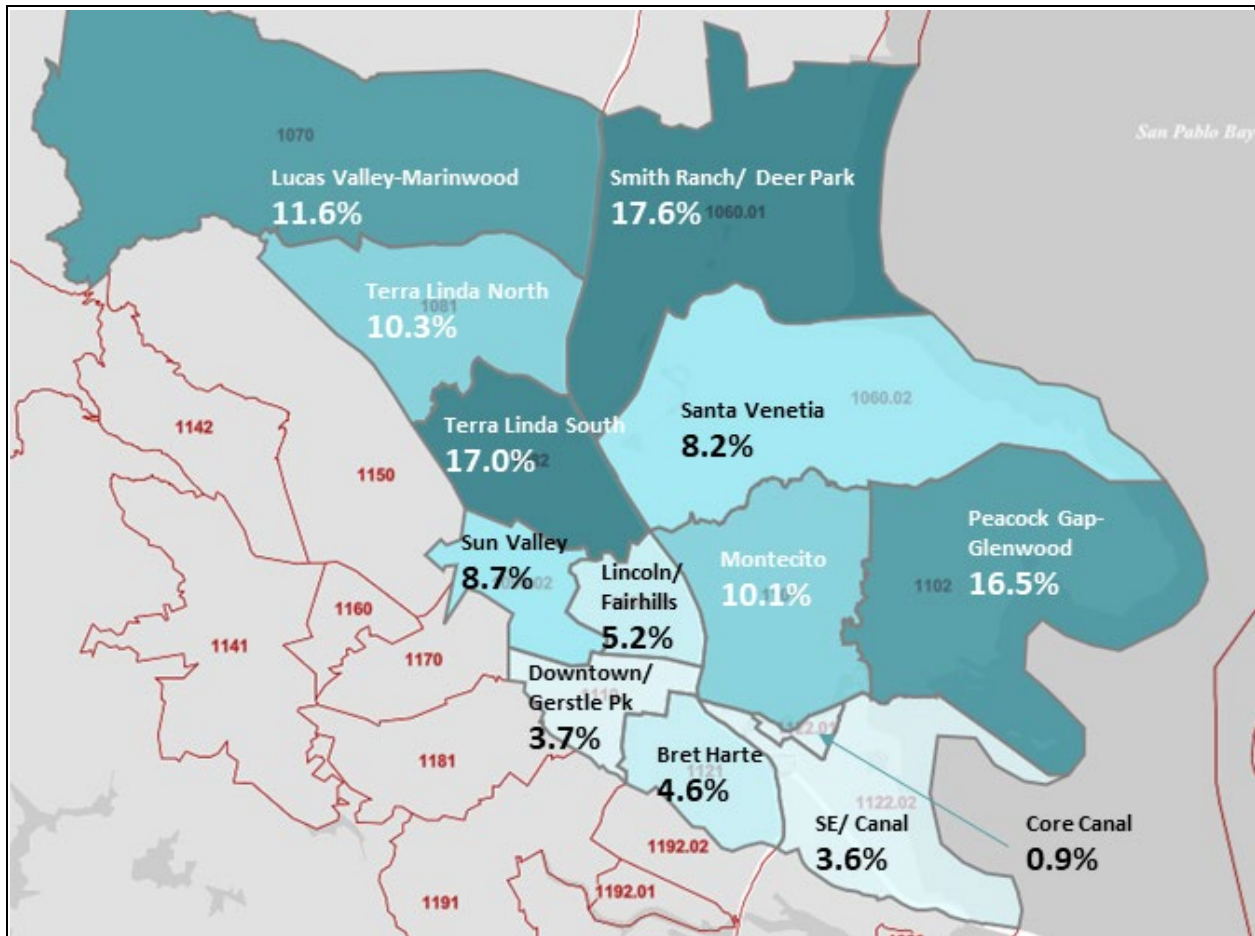 1070
San Pablo Bay
Lucas Valley-Marinwood
11.6%
Smith Ranch/ Deer Park
17.6%
1060.01
Terra Linda North
1081
10.3%
Santa Venetia
1060.02
8.2%
1142
Terra Linda South
17.0%
1150
Peacock Gap-
Glenwood
16.5%
1102
Sun Valley
8.7%
Lincoln/
Fairhills
5.2%
Montecito
10.1%
1160
1141
1170
Downtown/
Gerstle Pk
3.7%
1122.01
1181
Bret Harte
1121
4.6%
1122.02
SE/ Canal
3.6%
Core Canal
0.9%
1192.02
1192.01
1191